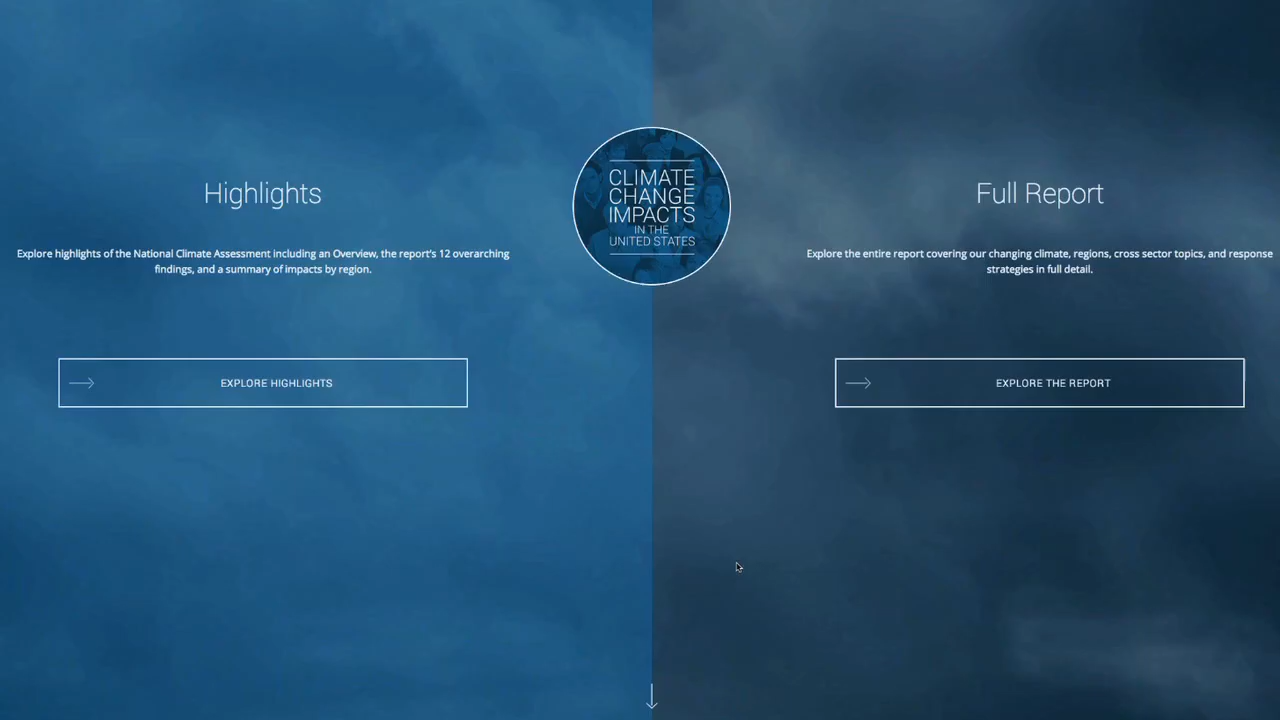 Highlights
Explore highlights of the National Climate Assessment including an Overview, the report's 12 overarching
findings, and a summary of impacts by region.
EXPLORE HIGHLIGHTS
CLIMATE
CHANGE
IMPACTS
IN THE
UNITED STATES
Full Report
Explore the entire report covering our changing climate, regions, cross sector topics, and response
strategies in full detail.
EXPLORE THE REPORT